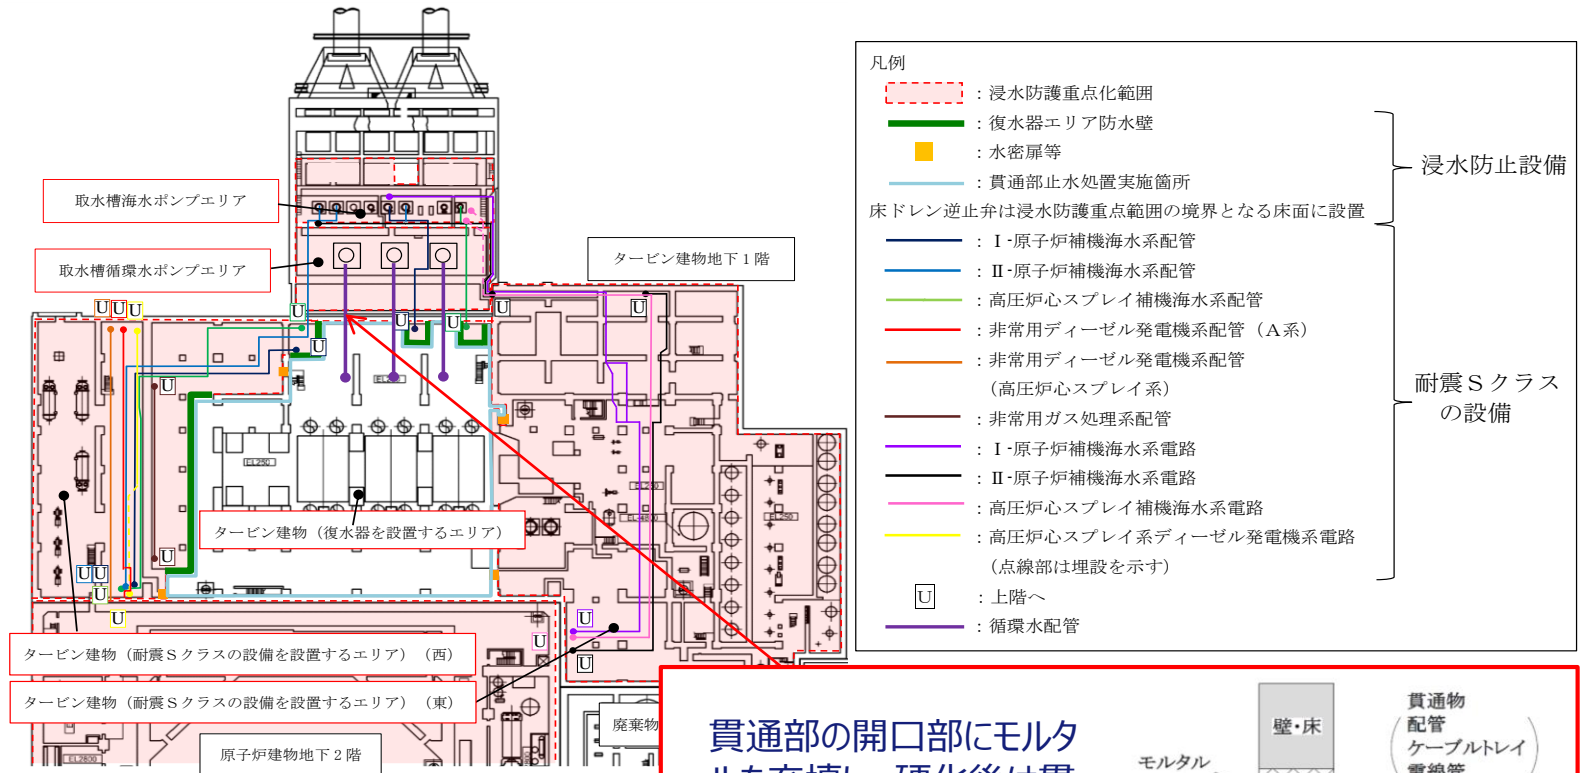 凡例
：浸水防護重点化範囲
：復水器エリア防水壁
：水密扉等
：貫通部止水処置実施箇所
床ドレン逆止弁は浸水防護重点範囲の境界となる床面に設置
：Ⅰ-原子炉補機海水系配管
：Ⅱ-原子炉補機海水系配管
：高圧炉心スプレイ補機海水系配管
：非常用ディーゼル発電機系配管（Ａ系）
：非常用ディーゼル発電機系配管
（高圧炉心スプレイ系）
：非常用ガス処理系配管
：Ⅰ-原子炉補機海水系電路
：Ⅱ-原子炉補機海水系電路
：高圧炉心スプレイ補機海水系電路
：高圧炉心スプレイ系ディーゼル発電機系電路
（点線部は埋設を示す）
U ：上階へ
：循環水配管
浸水防止設備
耐震Ｓクラス
の設備
取水槽海水ポンプエリア
取水槽循環水ポンプエリア
タービン建物地下１階
U U U
U
U
U
U
U
U
U
EL250
EL250
タービン建物（復水器を設置するエリア）
EL250
EL250
U
U U
U
U
U
U
U
タービン建物（耐震Ｓクラスの設備を設置するエリア）（西）
タービン建物（耐震Ｓクラスの設備を設置するエリア）（東）
原子炉建物地下２階
EL2800
廃棄物
貫通部の開口部にモルタ
ルを充填し、硬化後は貫
モルタル
壁・床
貫通物
配管
ケーブルトレイ
電線管